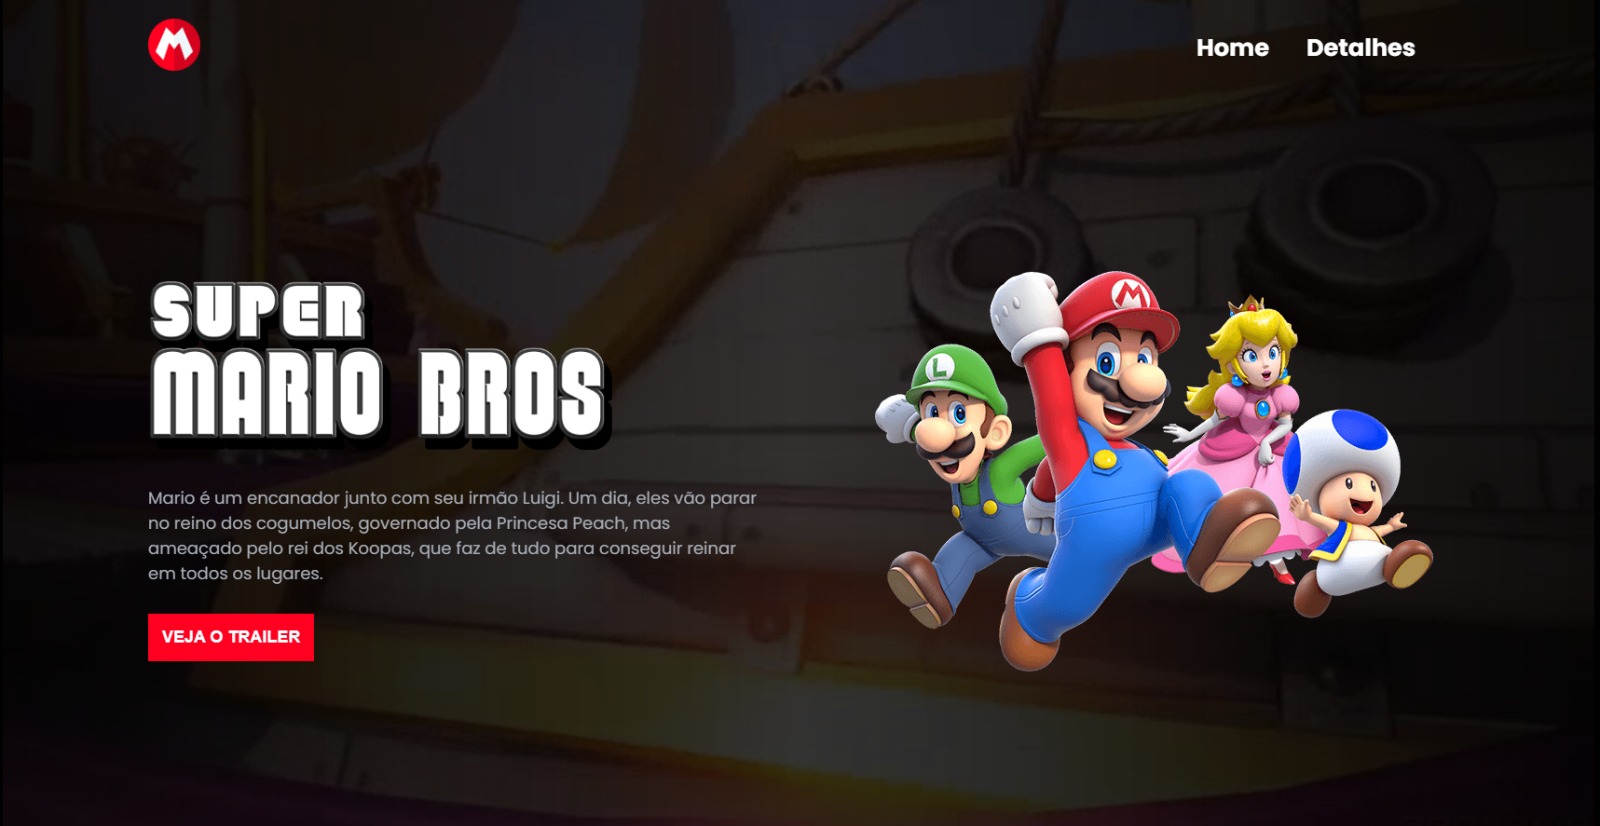 M
Home Detalhes
SUPER
MARIO BROS
Mario é um encanador junto com seu irmão Luigi. Um dia, eles vão parar
no reino dos cogumelos, governado pela Princesa Peach, mas
ameaçado pelo rei dos Koopas, que faz de tudo para conseguir reinar
em todos os lugares.
VEJA O TRAILER
M
L